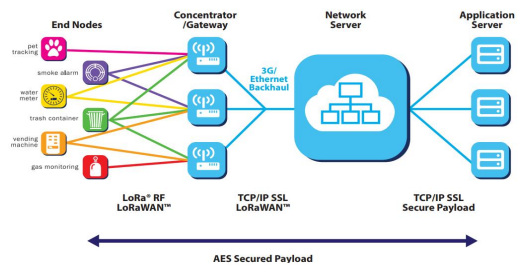 End Nodes
Concentrator
/Gateway
Network
Server
Application
Server
pet
tracking
smoke alarm
water
meter
trash container
vending
machine
gas monitoring
3G/
Ethernet
Backhaul
LoRa® RF
LoRaWAN™
TCP/IP SSL
LoRaWAN™
TCP/IP SSL
Secure Payload
AES Secured Payload